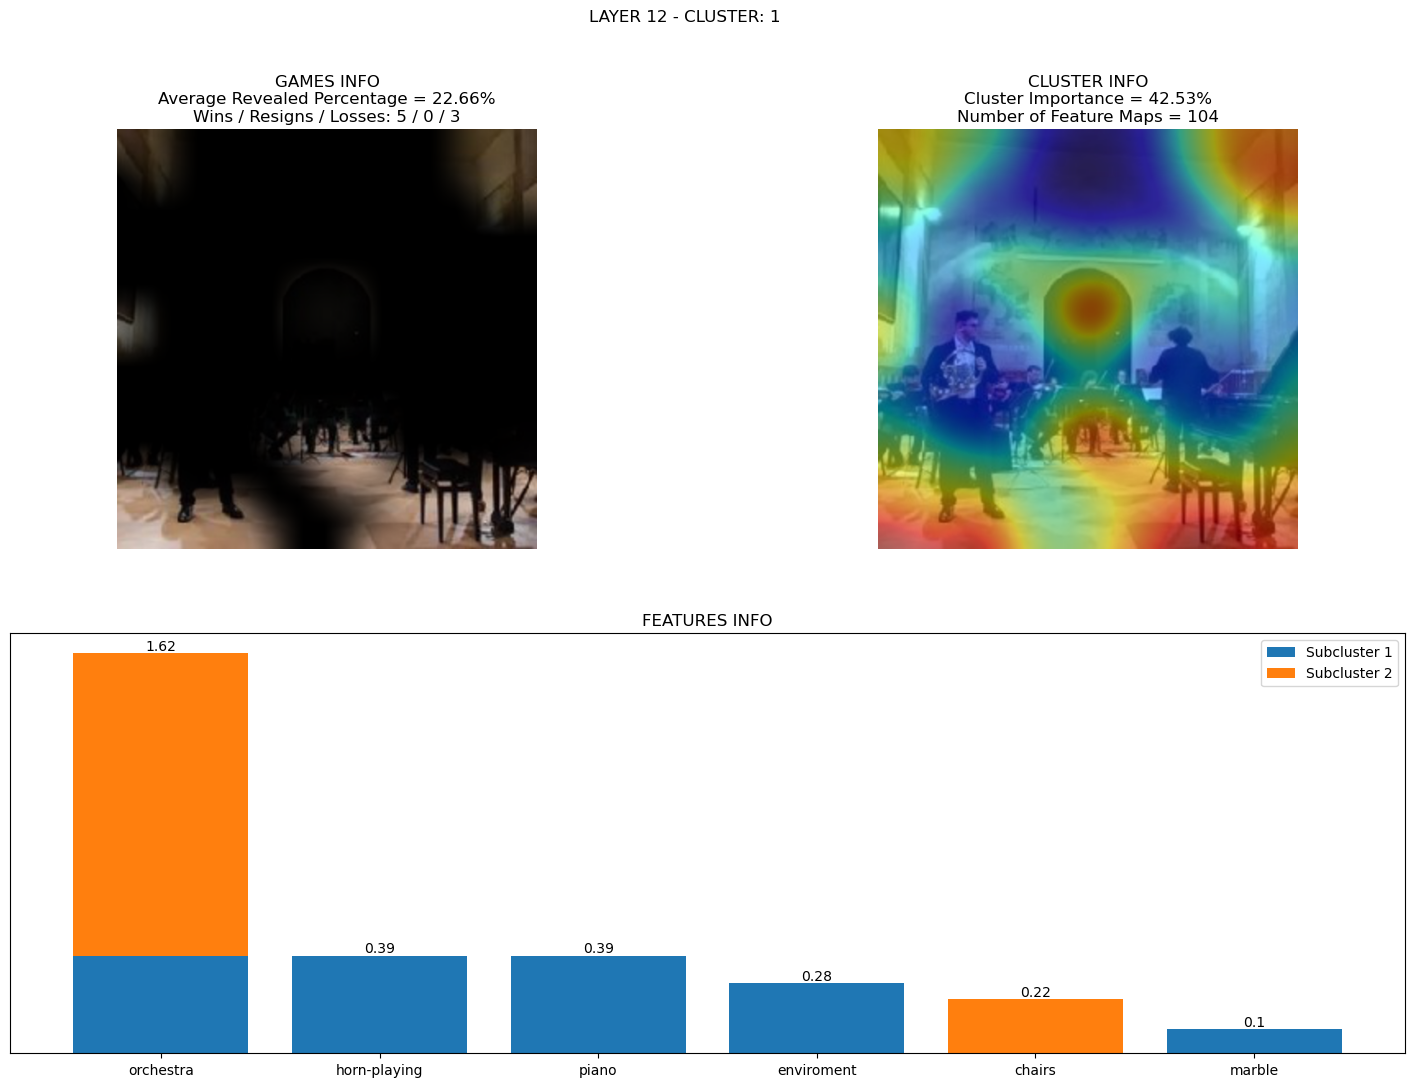 LAYER 12 - CLUSTER: 1
GAMES INFO
Average Revealed Percentage = 22.66%
Wins / Resigns / Losses: 5 / 0 / 3
CLUSTER INFO
Cluster Importance = 42.53%
Number of Feature Maps = 104
FEATURES INFO
Subcluster 1
Subcluster 2
1.62
0.39
0.39
0.28
0.22
0.1
orchestra
horn-playing
piano
enviroment
chairs
marble